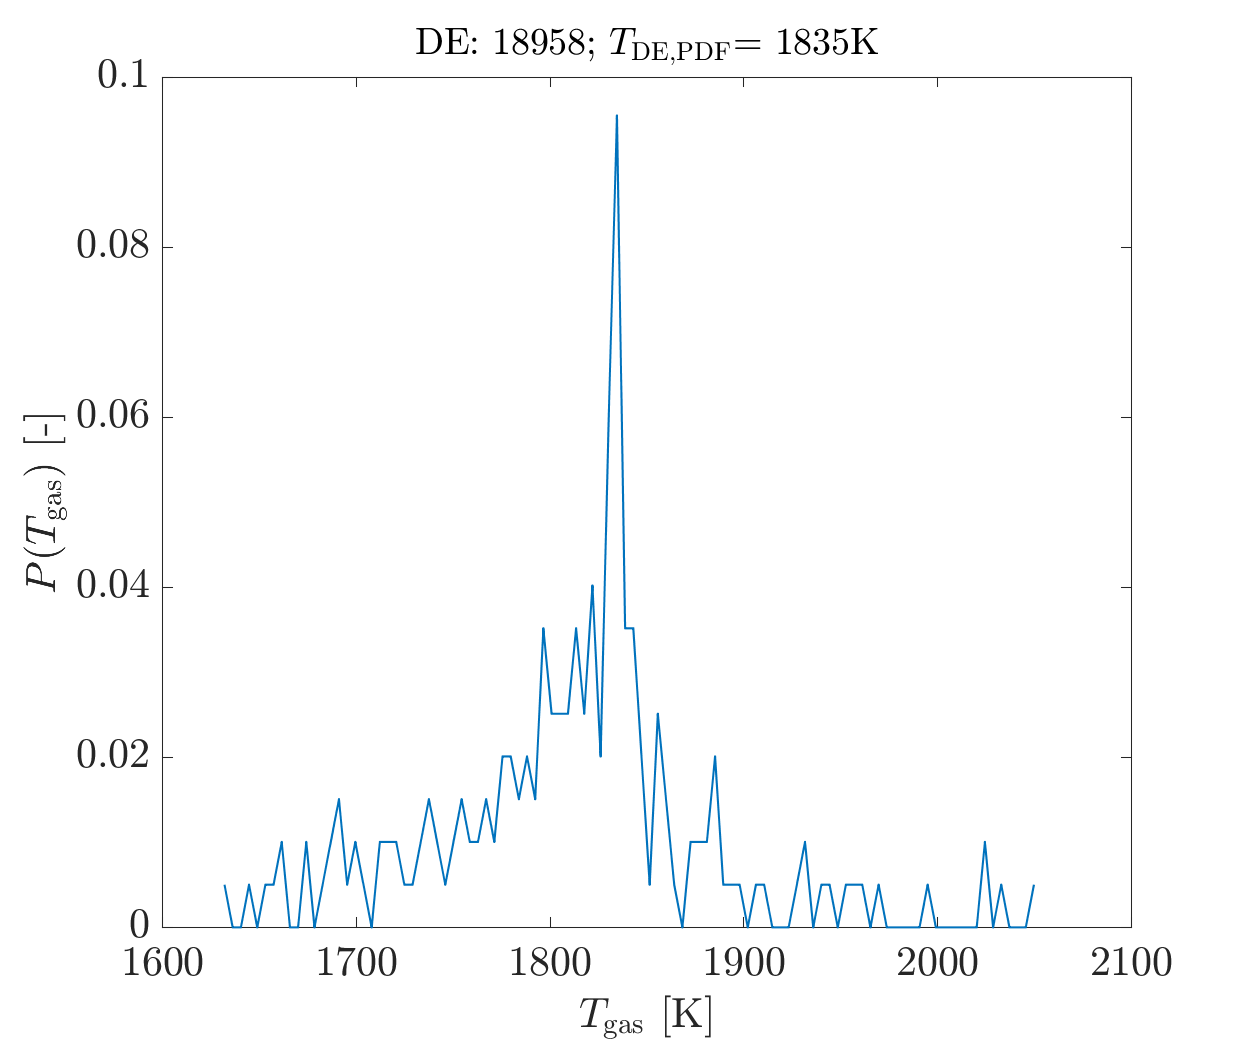 DE: 18958; T_DE,PDF= 1835K
0.1
0.08
0.06
0.04
0.02
0
P(T_gas) [-]
1600 1700 1800 1900 2000 2100
T_gas [K]